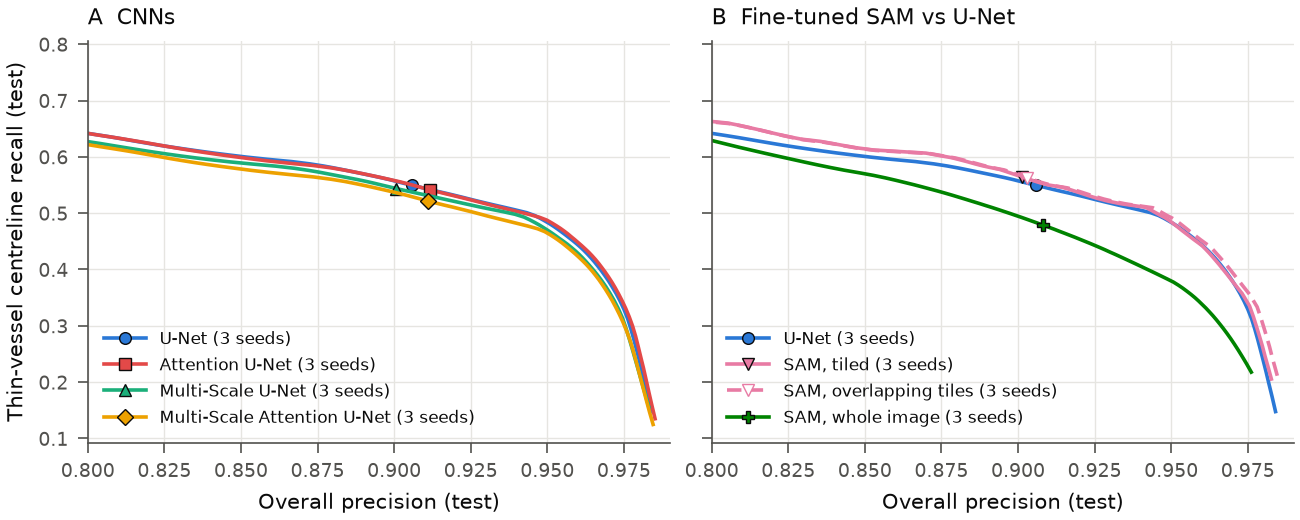 A CNNs
Thin-vessel centreline recall (test)
0.8
0.7
0.6
0.5
0.4
0.3
0.2
0.1
U-Net (3 seeds)
Attention U-Net (3 seeds)
Multi-Scale U-Net (3 seeds)
Multi-Scale Attention U-Net (3 seeds)
0.800 0.825 0.850 0.875 0.900 0.925 0.950 0.975
Overall precision (test)
B Fine-tuned SAM vs U-Net
U-Net (3 seeds)
SAM, tiled (3 seeds)
SAM, overlapping tiles (3 seeds)
SAM, whole image (3 seeds)
0.800 0.825 0.850 0.875 0.900 0.925 0.950 0.975
Overall precision (test)